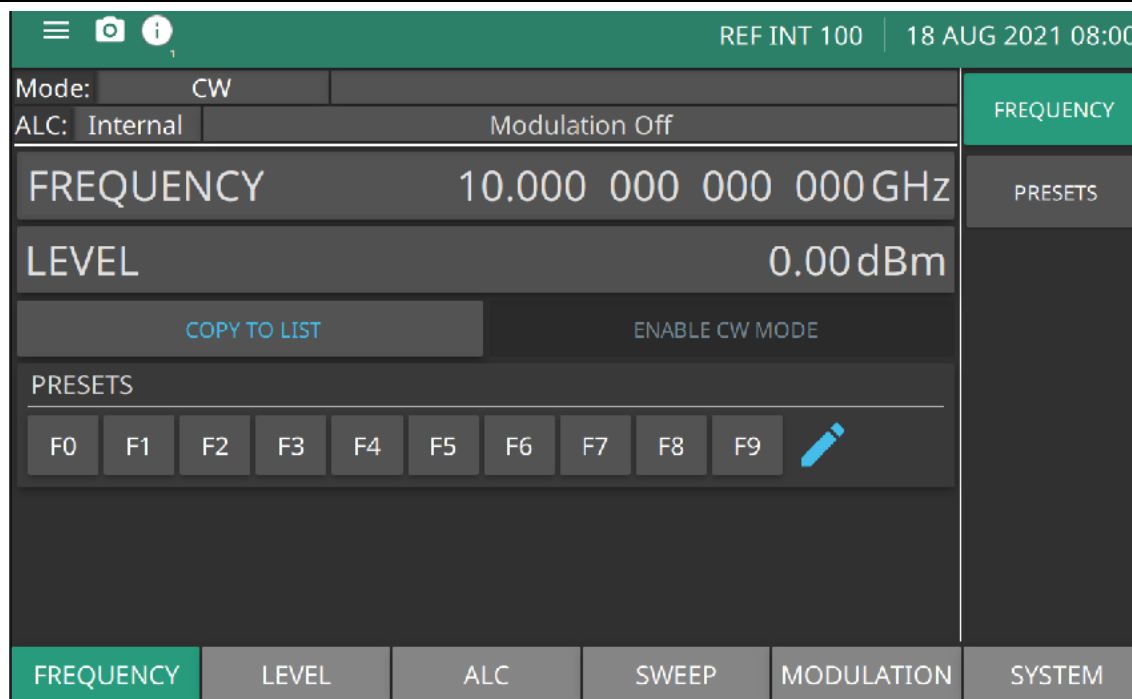 REF INT 100 18 AUG 2021 08:00
1
Mode: CW
ALC: Internal Modulation Off
FREQUENCY 10.000 000 000 000 GHz
LEVEL 0.00 dBm
COPY TO LIST ENABLE CW MODE
PRESETS
F0 F1 F2 F3 F4 F5 F6 F7 F8 F9
FREQUENCY
PRESETS
FREQUENCY LEVEL ALC SWEEP MODULATION SYSTEM